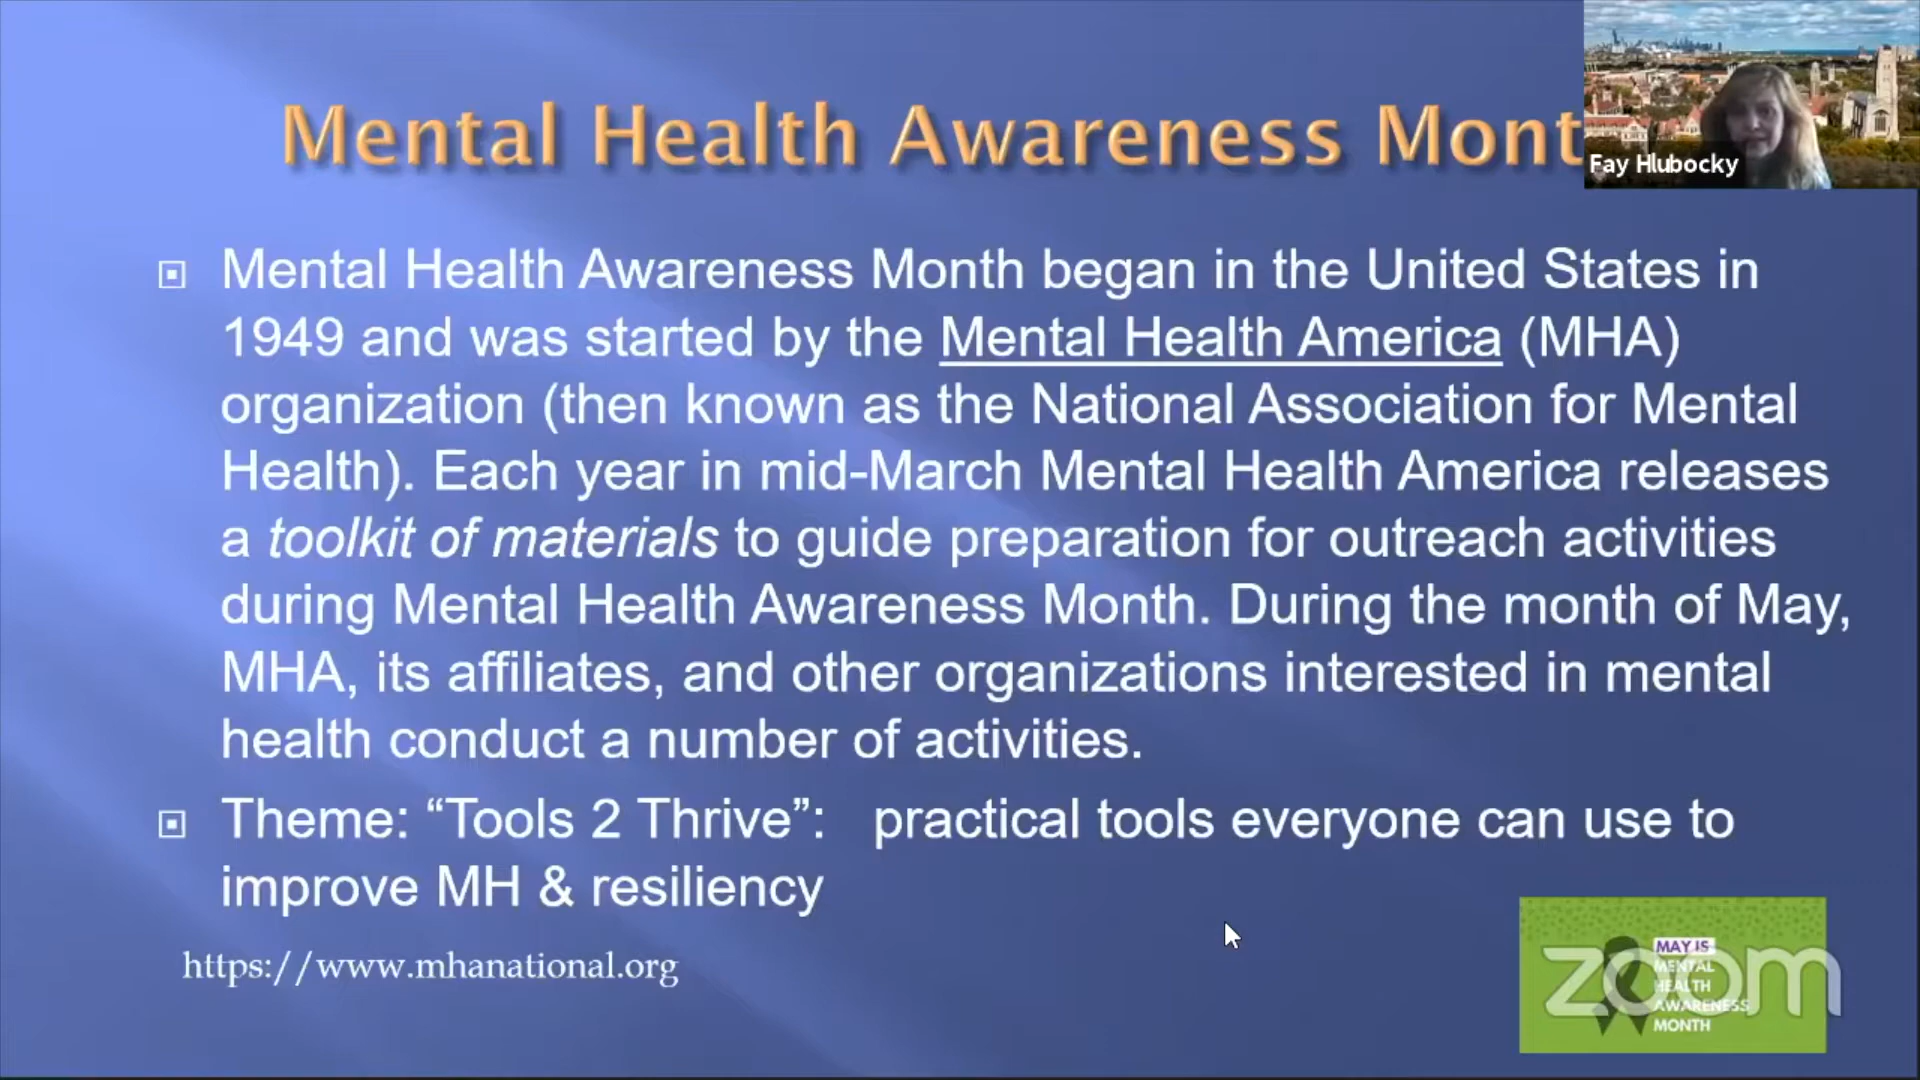 Mental Health Awareness Mont
Fay Hlubocky
Mental Health Awareness Month began in the United States in
1949 and was started by the Mental Health America (MHA)
organization (then known as the National Association for Mental
Health). Each year in mid-March Mental Health America releases
a toolkit of materials to guide preparation for outreach activities
during Mental Health Awareness Month. During the month of May,
MHA, its affiliates, and other organizations interested in mental
health conduct a number of activities.
Theme: “Tools 2 Thrive”: practical tools everyone can use to
improve MH & resiliency
https://www.mhanational.org
MAY IS
MENTAL
HEALTH
AWARENESS
MONTH
zoom